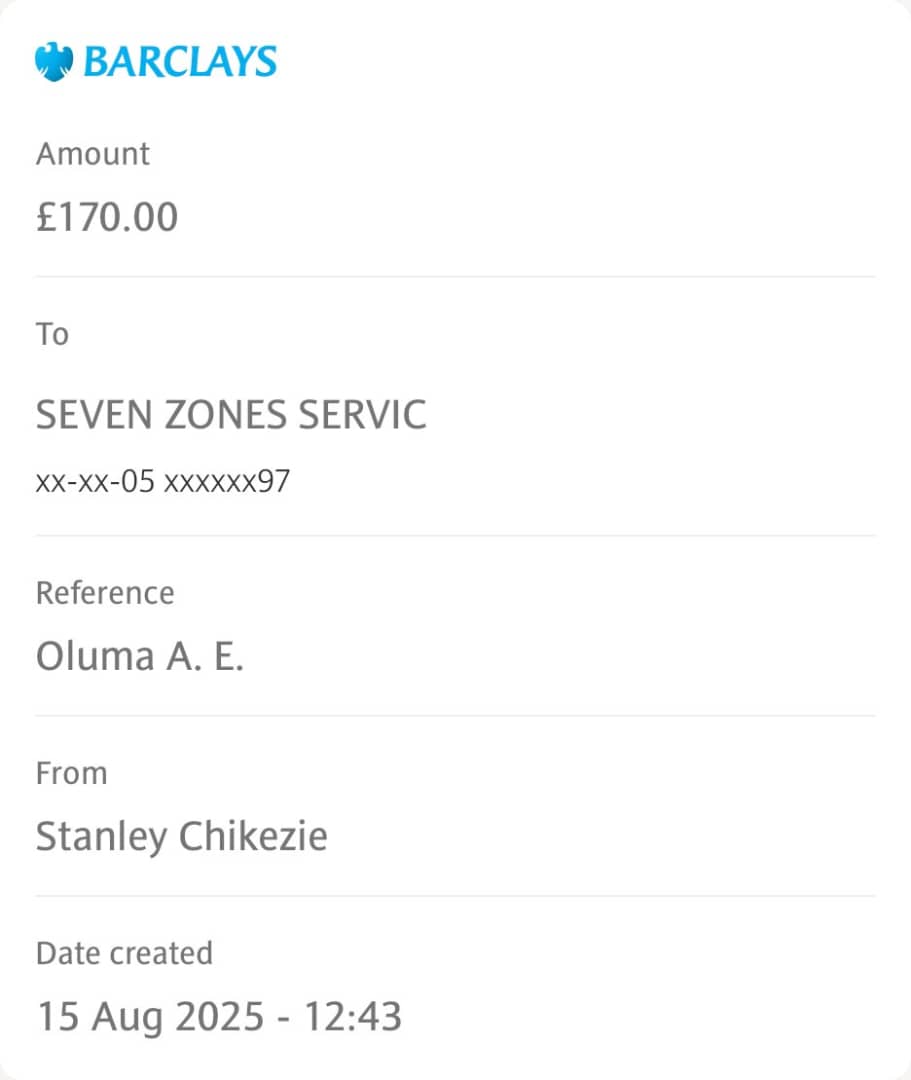 BARCLAYS
Amount
£170.00
To
SEVEN ZONES SERVIC
xx-xx-05 xxxxxx97
Reference
Oluma A. E.
From
Stanley Chikezie
Date created
15 Aug 2025 - 12:43